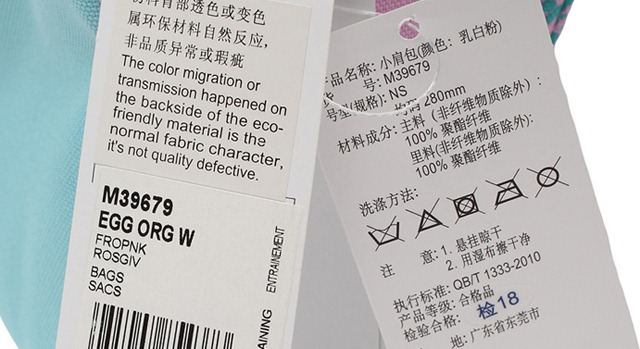 材料背部透色或变色
属环保材料自然反应,
非品质异常或瑕疵
The color migration or
transmission happened on
the backside of the eco-
friendly material is the
normal fabric character,
it's not quality defective.
M39679
EGG ORG W
FROPNK
ROSGIV
BAGS
SACS
ENTRAINEMENT
产品名称: 小肩包(颜色: 乳白粉)
货 号: M39679
号型(规格): NS
280mm
材料成分: 主料 (非纤维物质除外):
100% 聚酯纤维
里料(非纤维物质除外):
100% 聚酯纤维
洗涤方法:
注 意: 1. 悬挂晾干
2. 用湿布擦干净
执行标准: QB/T 1333-2010
产品等级: 合格品
检验合格: 检18
地: 广东省东莞市